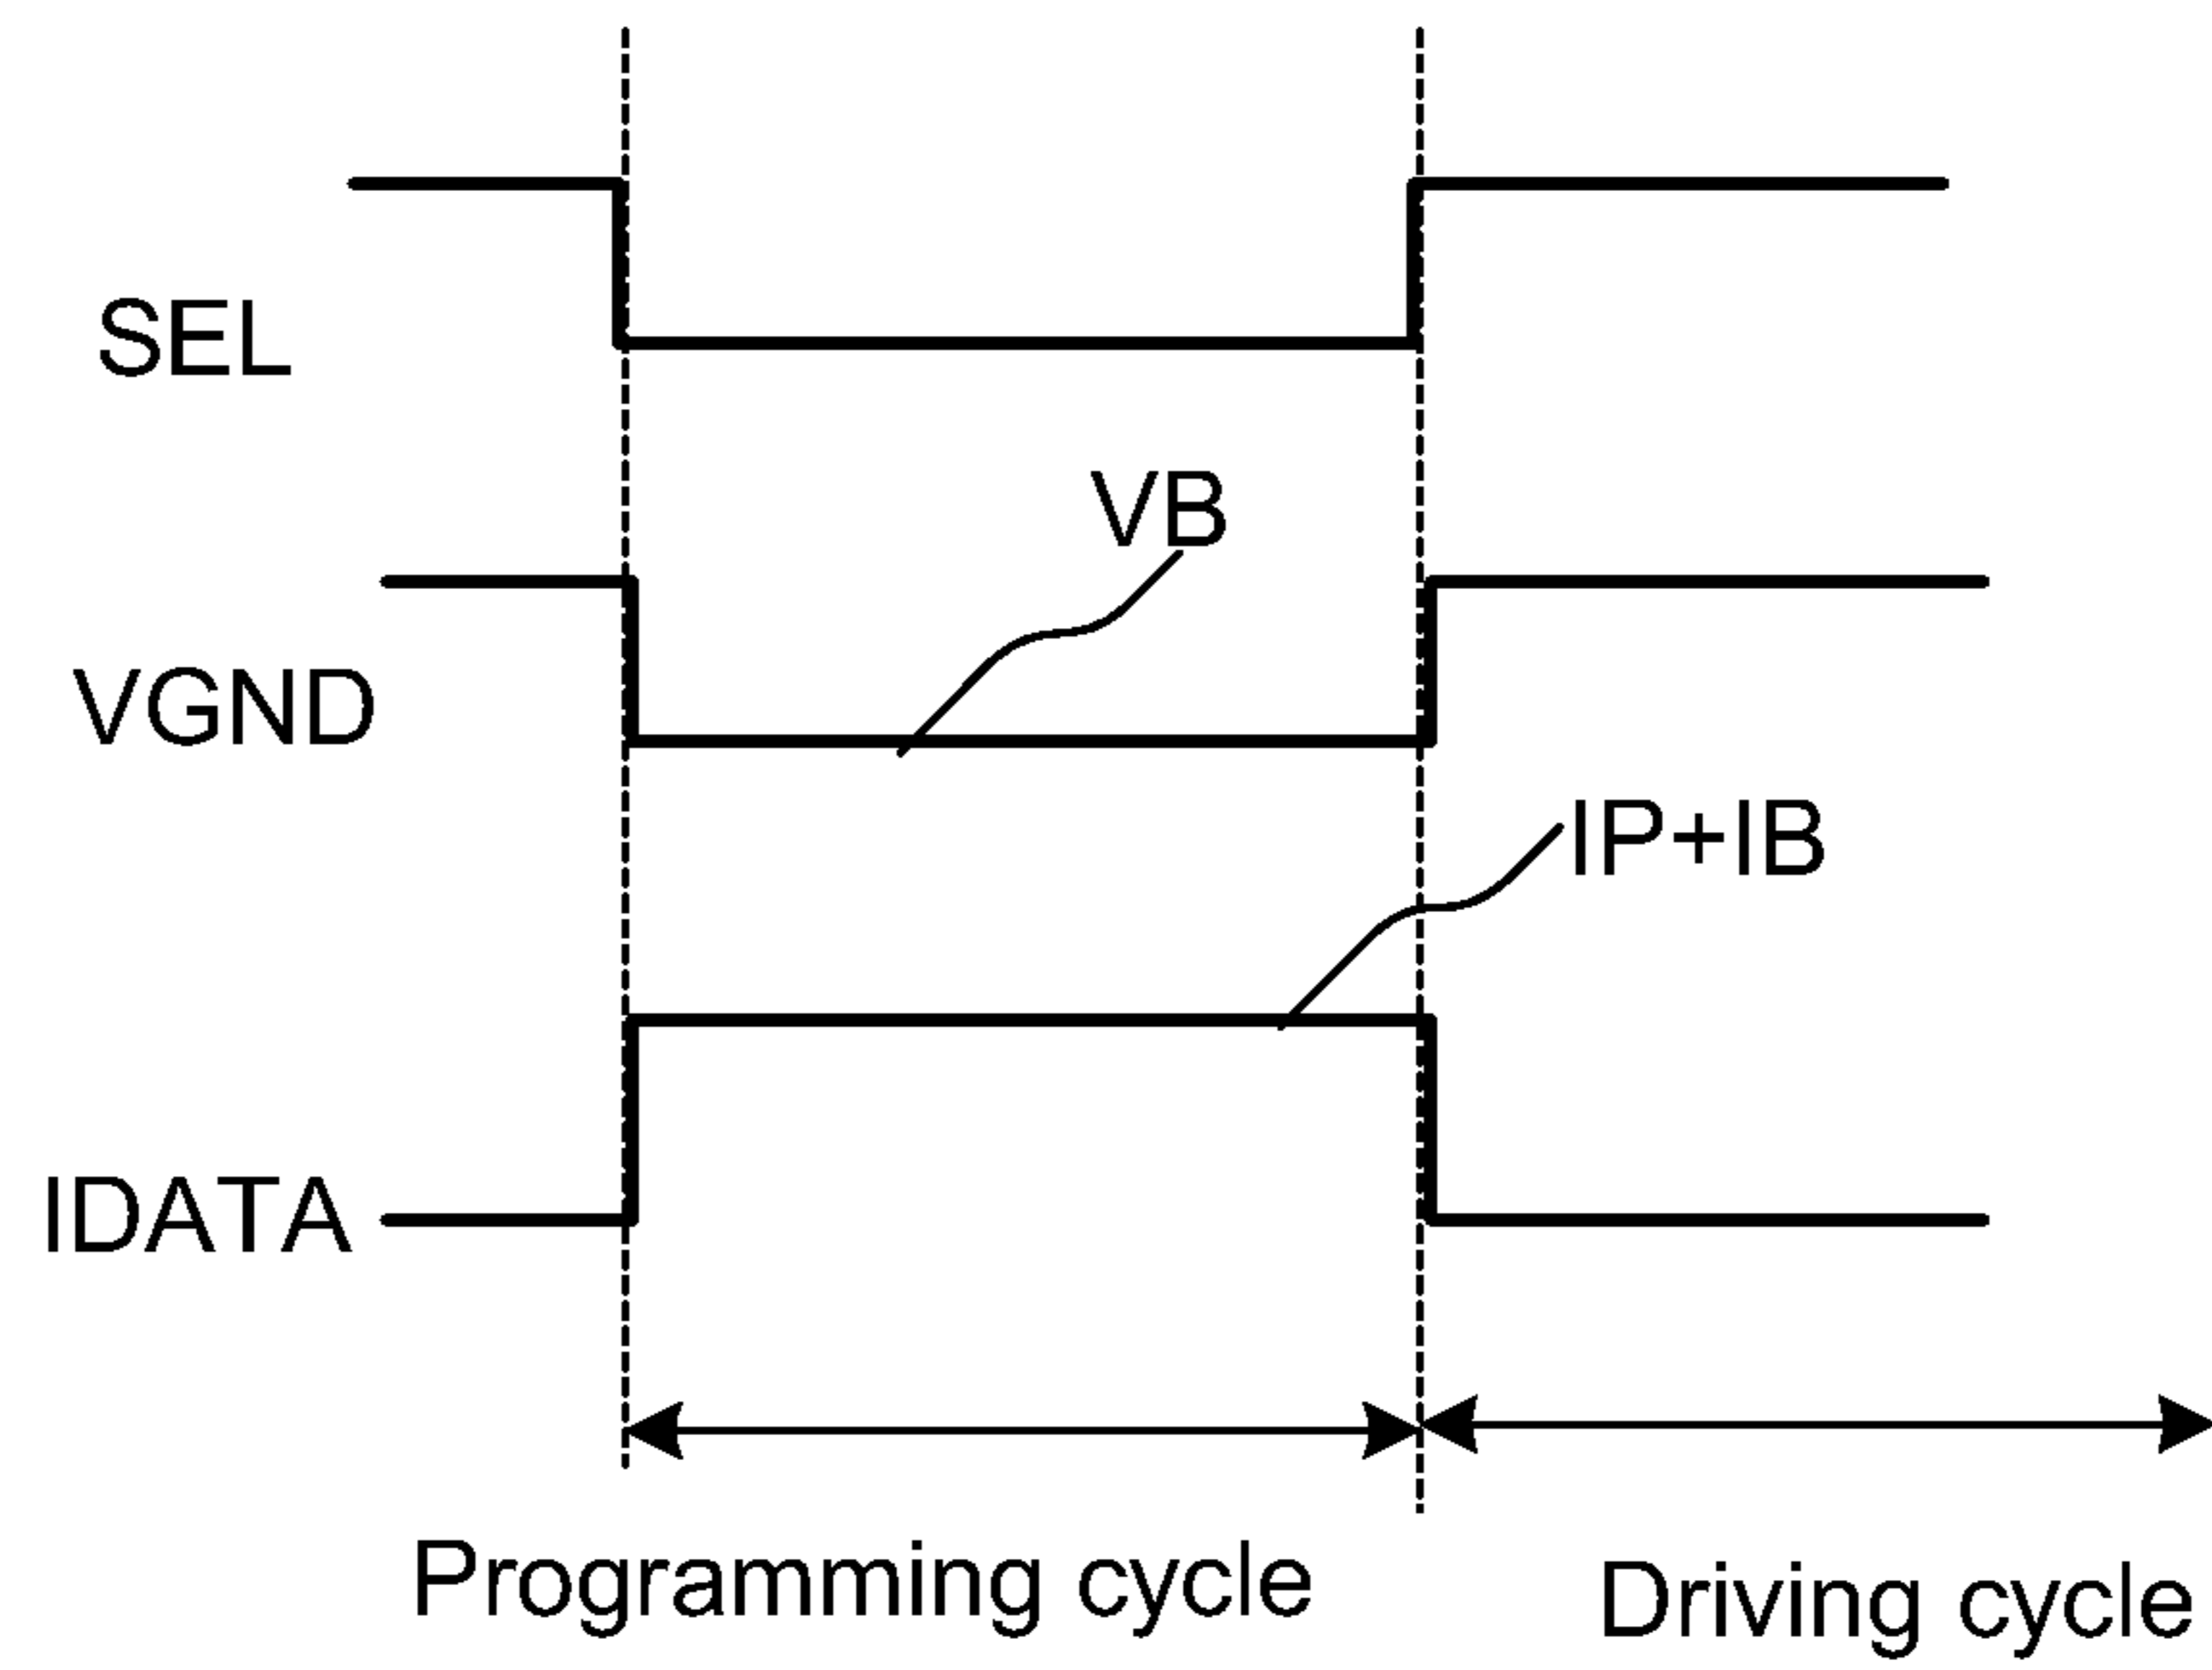 SEL
VB
VGND
IP+IB
IDATA
Programming cycle
Driving cycle